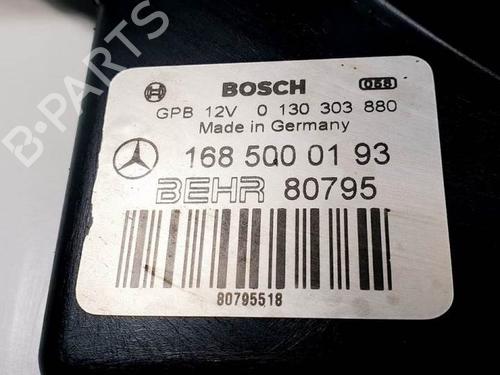 B-PARTS
BOSCH 058
GPB 12V 0 130 303 880
Made in Germany
168 500 01 93
BEHR 80795
80795518